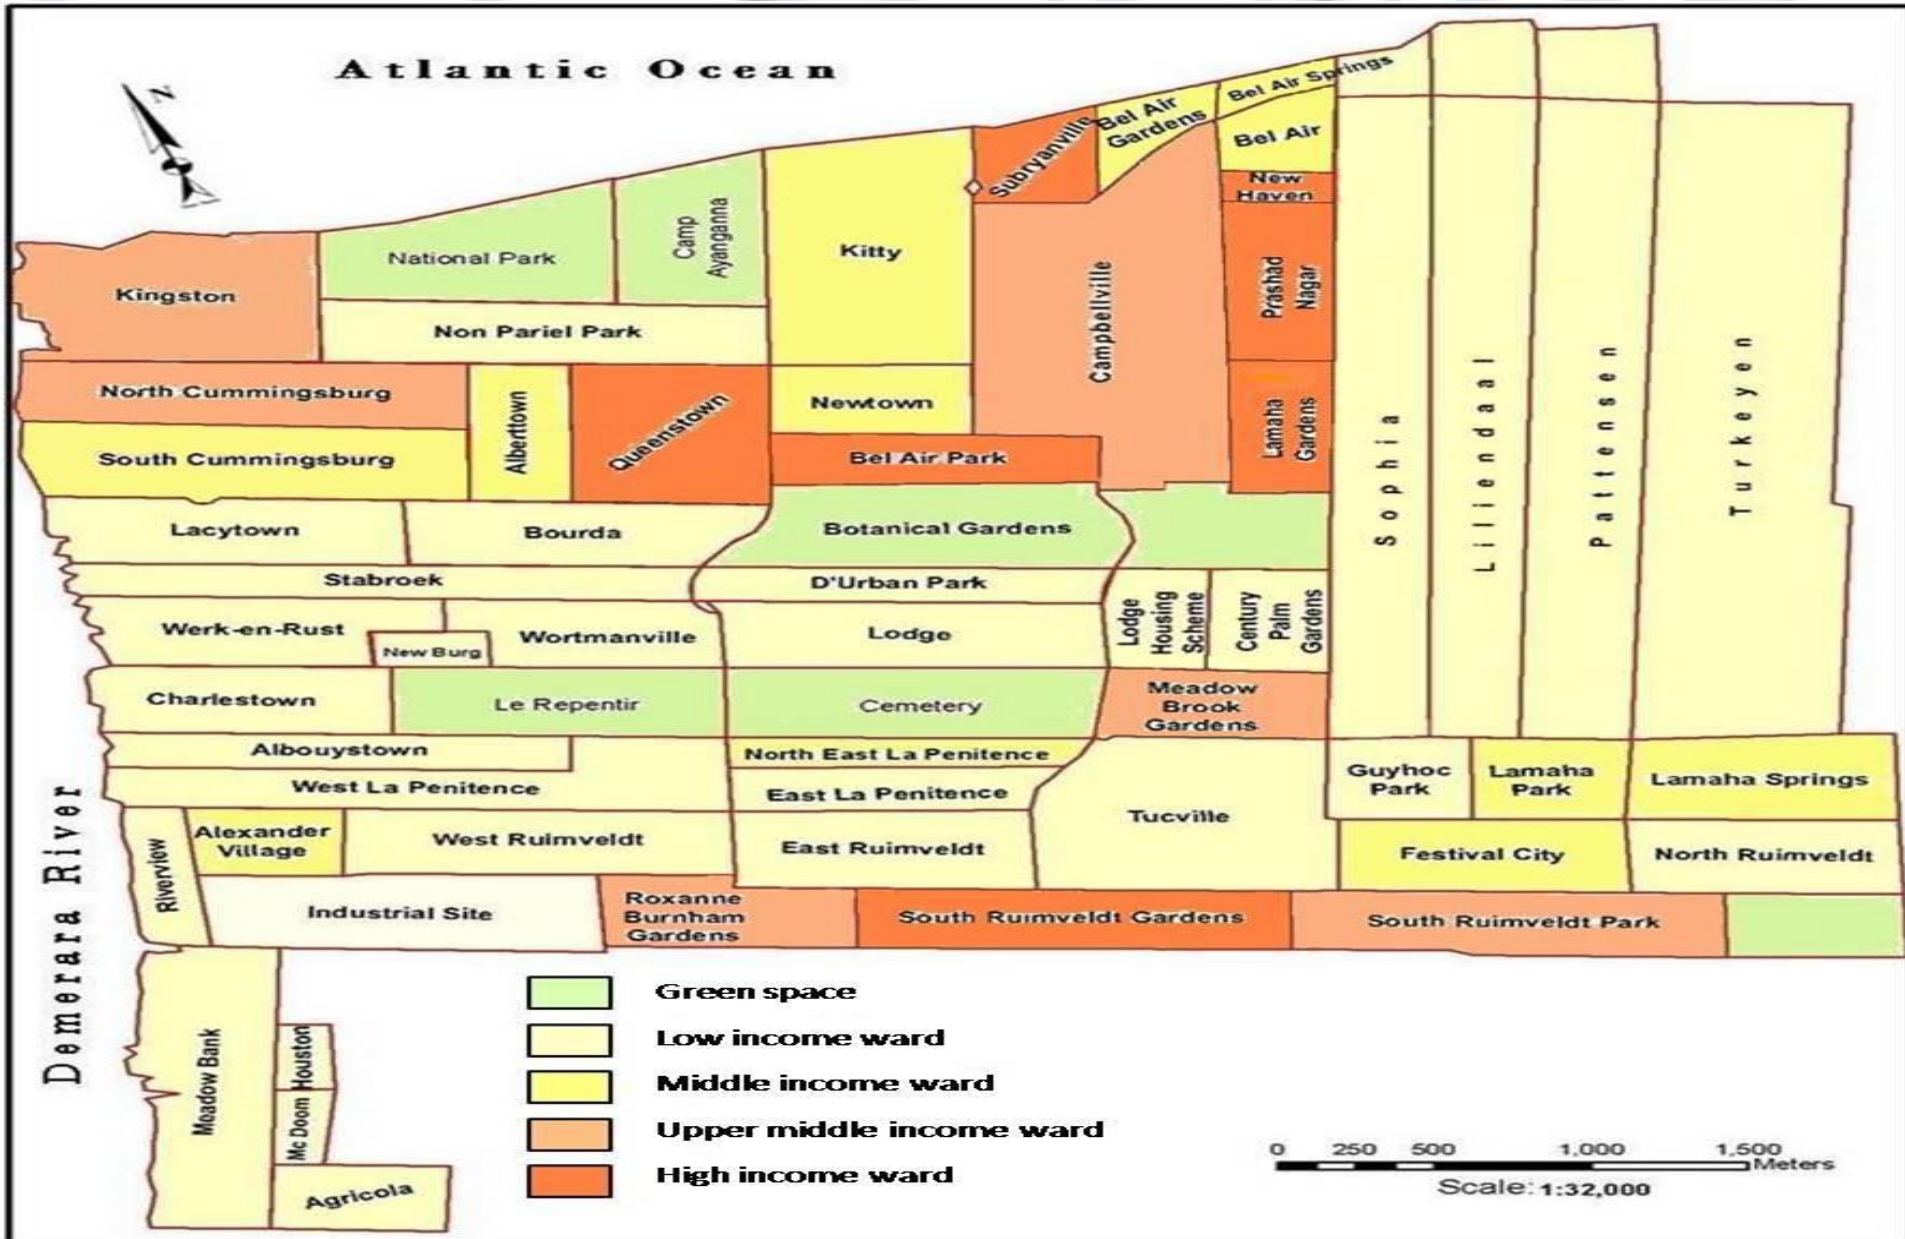 Atlantic Ocean
N
Bel Air Springs
Bel Air
Gardens
Subryanville
Bel Air
New
Haven
National Park
Camp
Ayanganna
Kitty
Kingston
Non Pariel Park
Campbellville
Prashad
Nagar
North Cummingsburg
Alberttown
Queenstown
Newtown
Lamaha
Gardens
South Cummingsburg
Bel Air Park
Sophia
Liliendaal
Pattensen
Turkeyen
Lacytown
Bourda
Botanical Gardens
Stabroek
D'Urban Park
Werk-en-Rust
New Burg
Wortmanville
Lodge
Lodge
Housing
Scheme
Century
Palm
Gardens
Charlestown
Le Repentir
Cemetery
Meadow
Brook
Gardens
Albouystown
North East La Penitence
West La Penitence
East La Penitence
Tucville
Guyhoc
Park
Lamaha
Park
Lamaha Springs
Riverview
Alexander
Village
West Ruimveldt
East Ruimveldt
Festival City
North Ruimveldt
Industrial Site
Roxanne
Burnham
Gardens
South Ruimveldt Gardens
South Ruimveldt Park
Demerara River
Meadow Bank
Houston
Mc Doom
Agricola
Green space
Low income ward
Middle income ward
Upper middle income ward
High income ward
0 250 500 1,000 1,500
Meters
Scale: 1:32,000